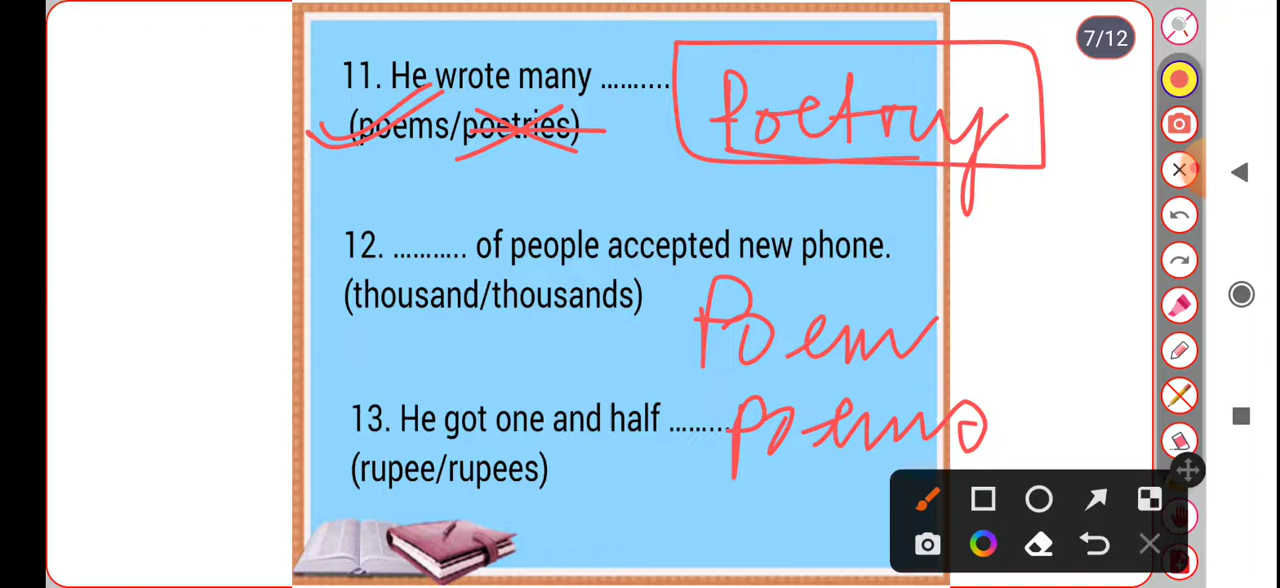 7/12
11. He wrote many ………. Poetry
(poems/poetries)
12. ……….. of people accepted new phone.
(thousand/thousands)
Poem
13. He got one and half …….. Poems
(rupee/rupees)